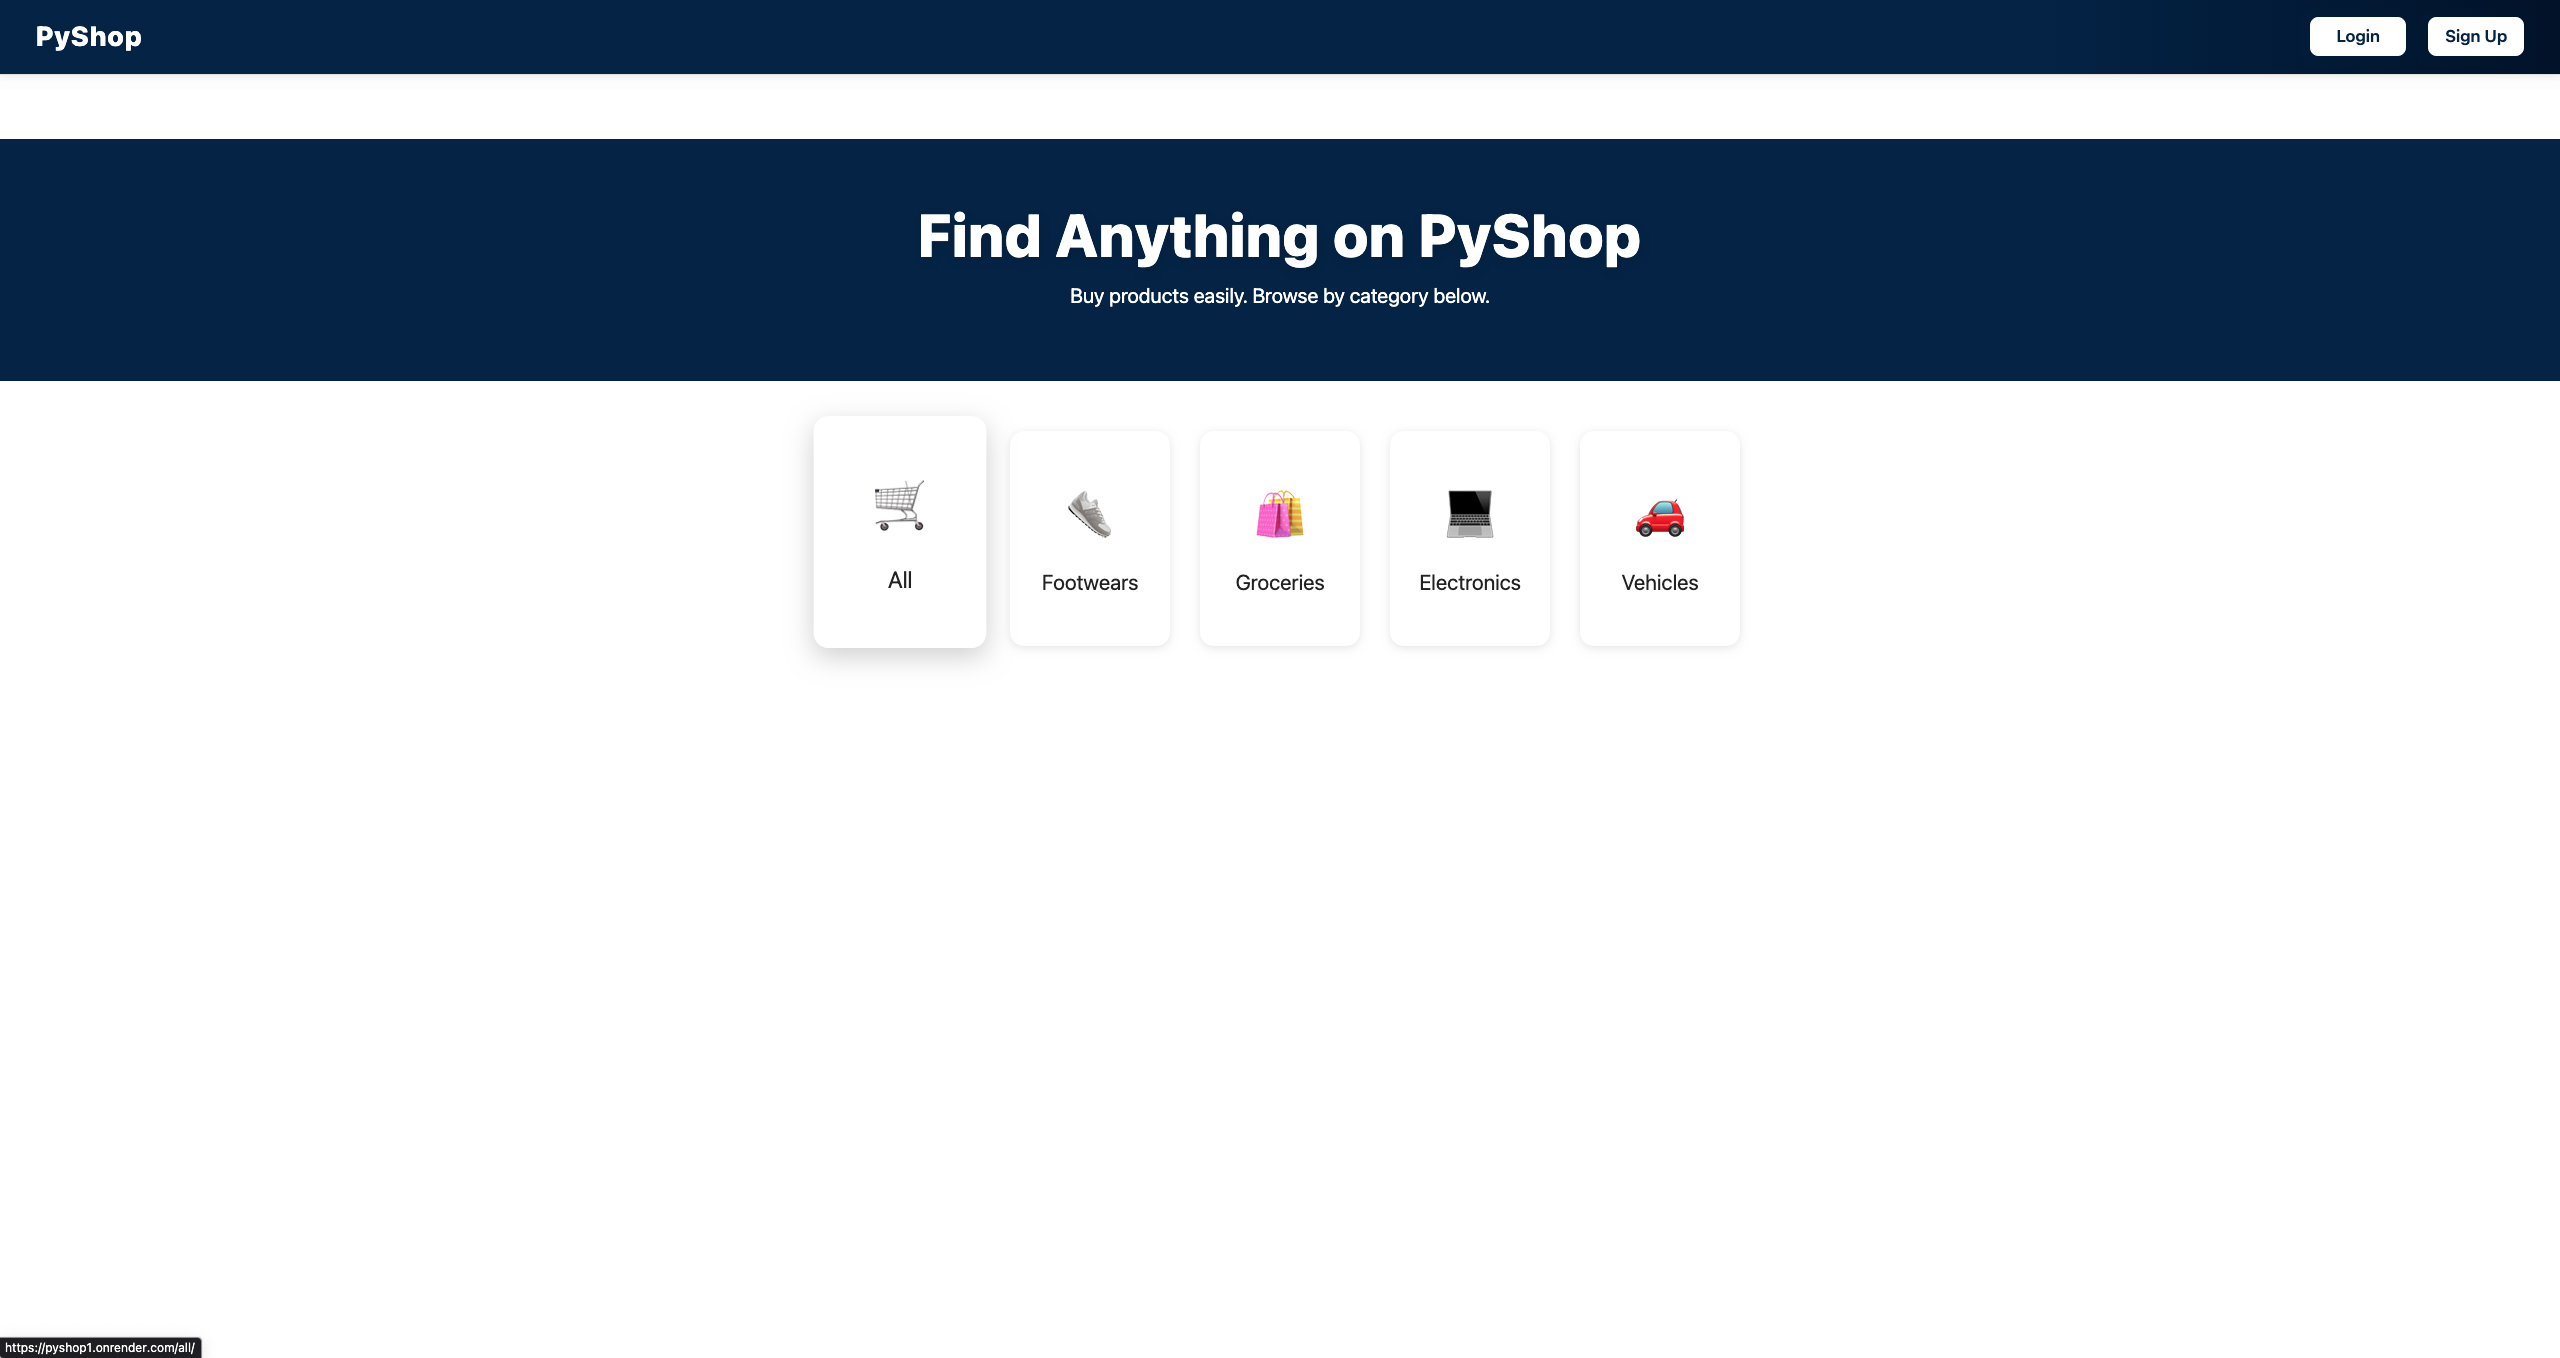 PyShop
Login
Sign Up
Find Anything on PyShop
Buy products easily. Browse by category below.
All
Footwears
Groceries
Electronics
Vehicles
https://pyshop1.onrender.com/all/